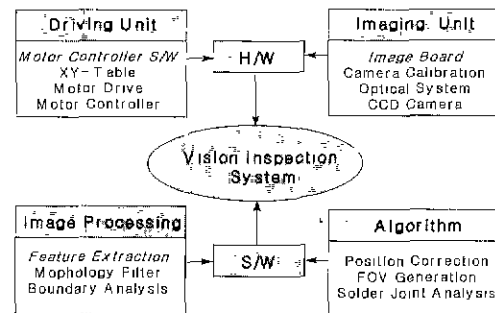 Driving Unit
Motor Controller S/W
XY-Table
Motor Drive
Motor Controller
H/W
Imaging Unit
Image Board
Camera Calibration
Optical System
CCD Camera
Vision Inspection
System
Image Processing
Feature Extraction
Mophology Filter
Boundary Analysis
S/W
Algorithm
Position Correction
FOV Generation
Solder Joint Analysis